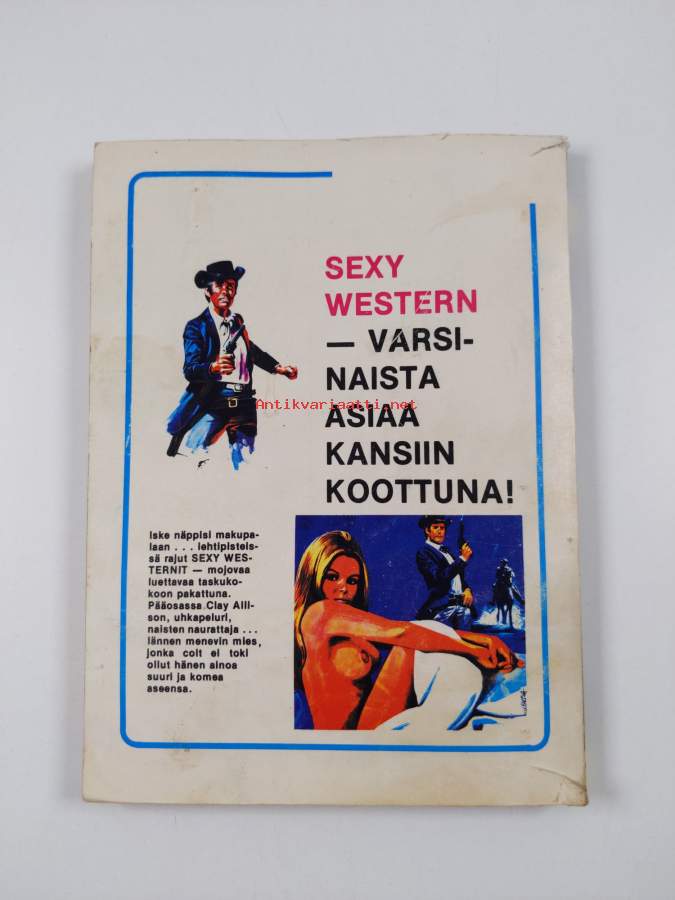 SEXY
WESTERN
— VARSI-
NAISTA
Antikvariaatti.net
ASIAA
KANSIIN
KOOTTUNA!
Iske näppisi makupa-
laan . . . lehtipisteis-
sä rajut SEXY WES-
TERNIT — mojovaa
luettavaa taskuko-
koon pakattuna.
Pääosassa Clay Alli-
son, uhkapeluri,
naisten naurattaja . . .
lännen menevin mies,
jonka colt ei toki
ollut hänen ainoa
suuri ja komea
aseensa.